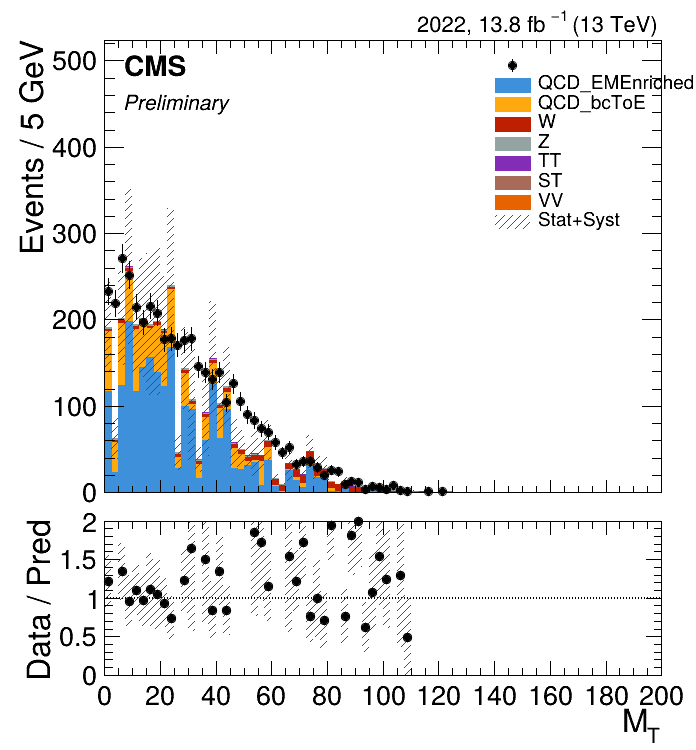 2022, 13.8 fb⁻¹ (13 TeV)
Events / 5 GeV
CMS
Preliminary
500
400
300
200
100
0
QCD_EMEnriched
QCD_bcToE
W
Z
TT
ST
VV
Stat+Syst
Data / Pred
2
1.5
1
0.5
0
0 20 40 60 80 100 120 140 160 180 200
M_T